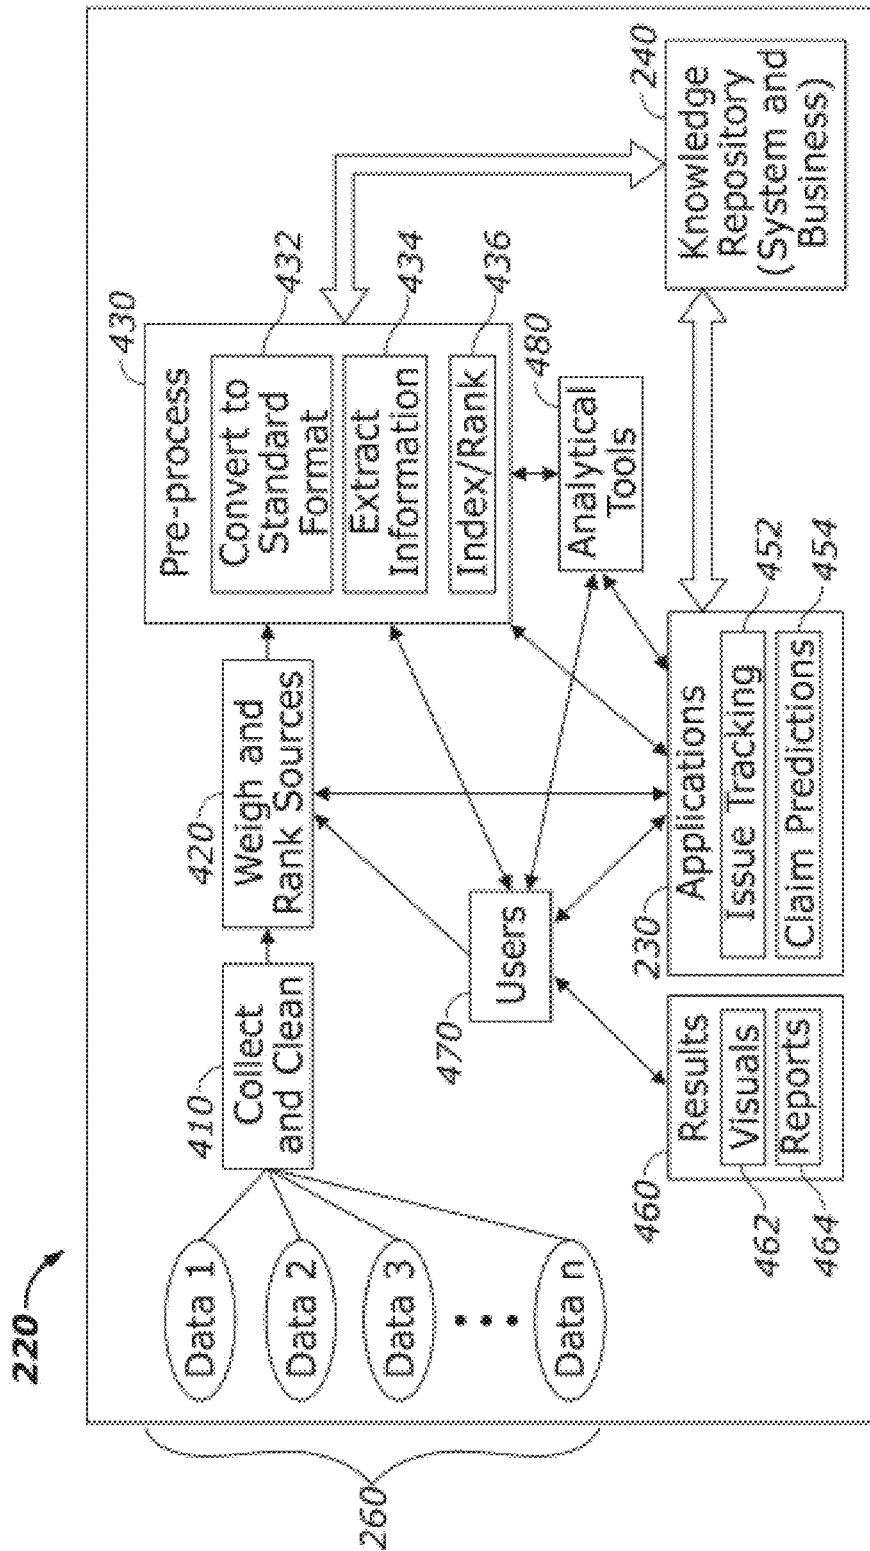 220
260
Data 1
Data 2
Data 3
Data n
410
Collect
and Clean
420
Weigh and
Rank Sources
430
Pre-process
Convert to
Standard
Format
432
Extract
Information
434
Index/Rank
436
470
Users
480
Analytical
Tools
460
Results
Visuals
462
Reports
464
230
Applications
Issue Tracking
452
Claim Predictions
454
240
Knowledge
Repository
(System and
Business)